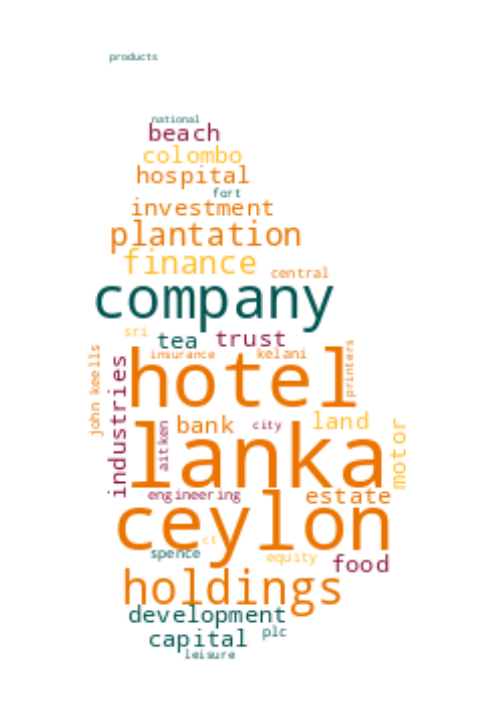 products
national
beach
colombo
hospital
fort
investment
plantation
finance
central
company
sri
tea
trust
insurance
kelani
printers
john keells
industries
hotel
aitken
bank
city
land
motor
lanka
engineering
estate
ceylon
ct
spence
equity
food
holdings
development
capital
plc
leisure